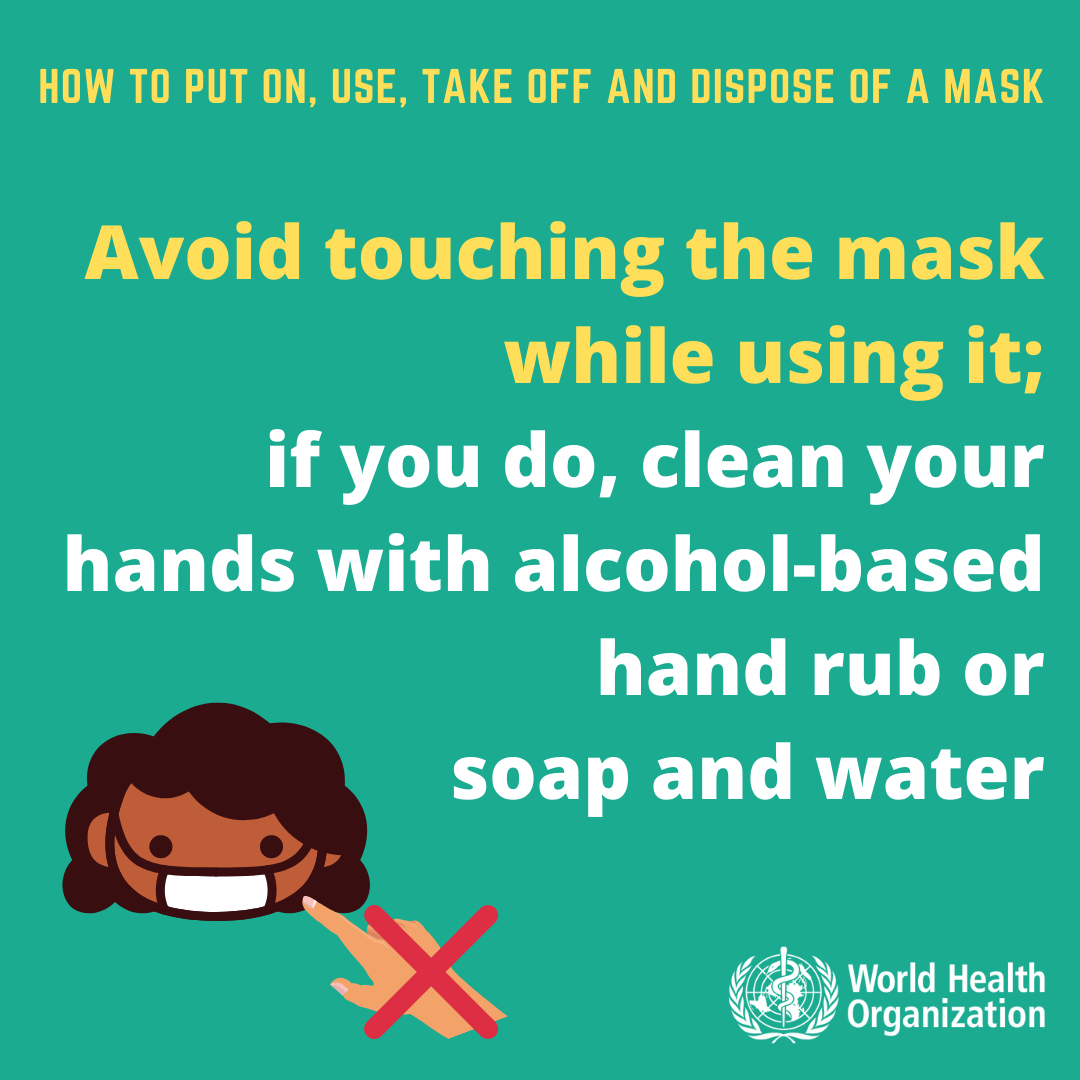 HOW TO PUT ON, USE, TAKE OFF AND DISPOSE OF A MASK
Avoid touching the mask
while using it;
if you do, clean your
hands with alcohol-based
hand rub or
soap and water
World Health
Organization